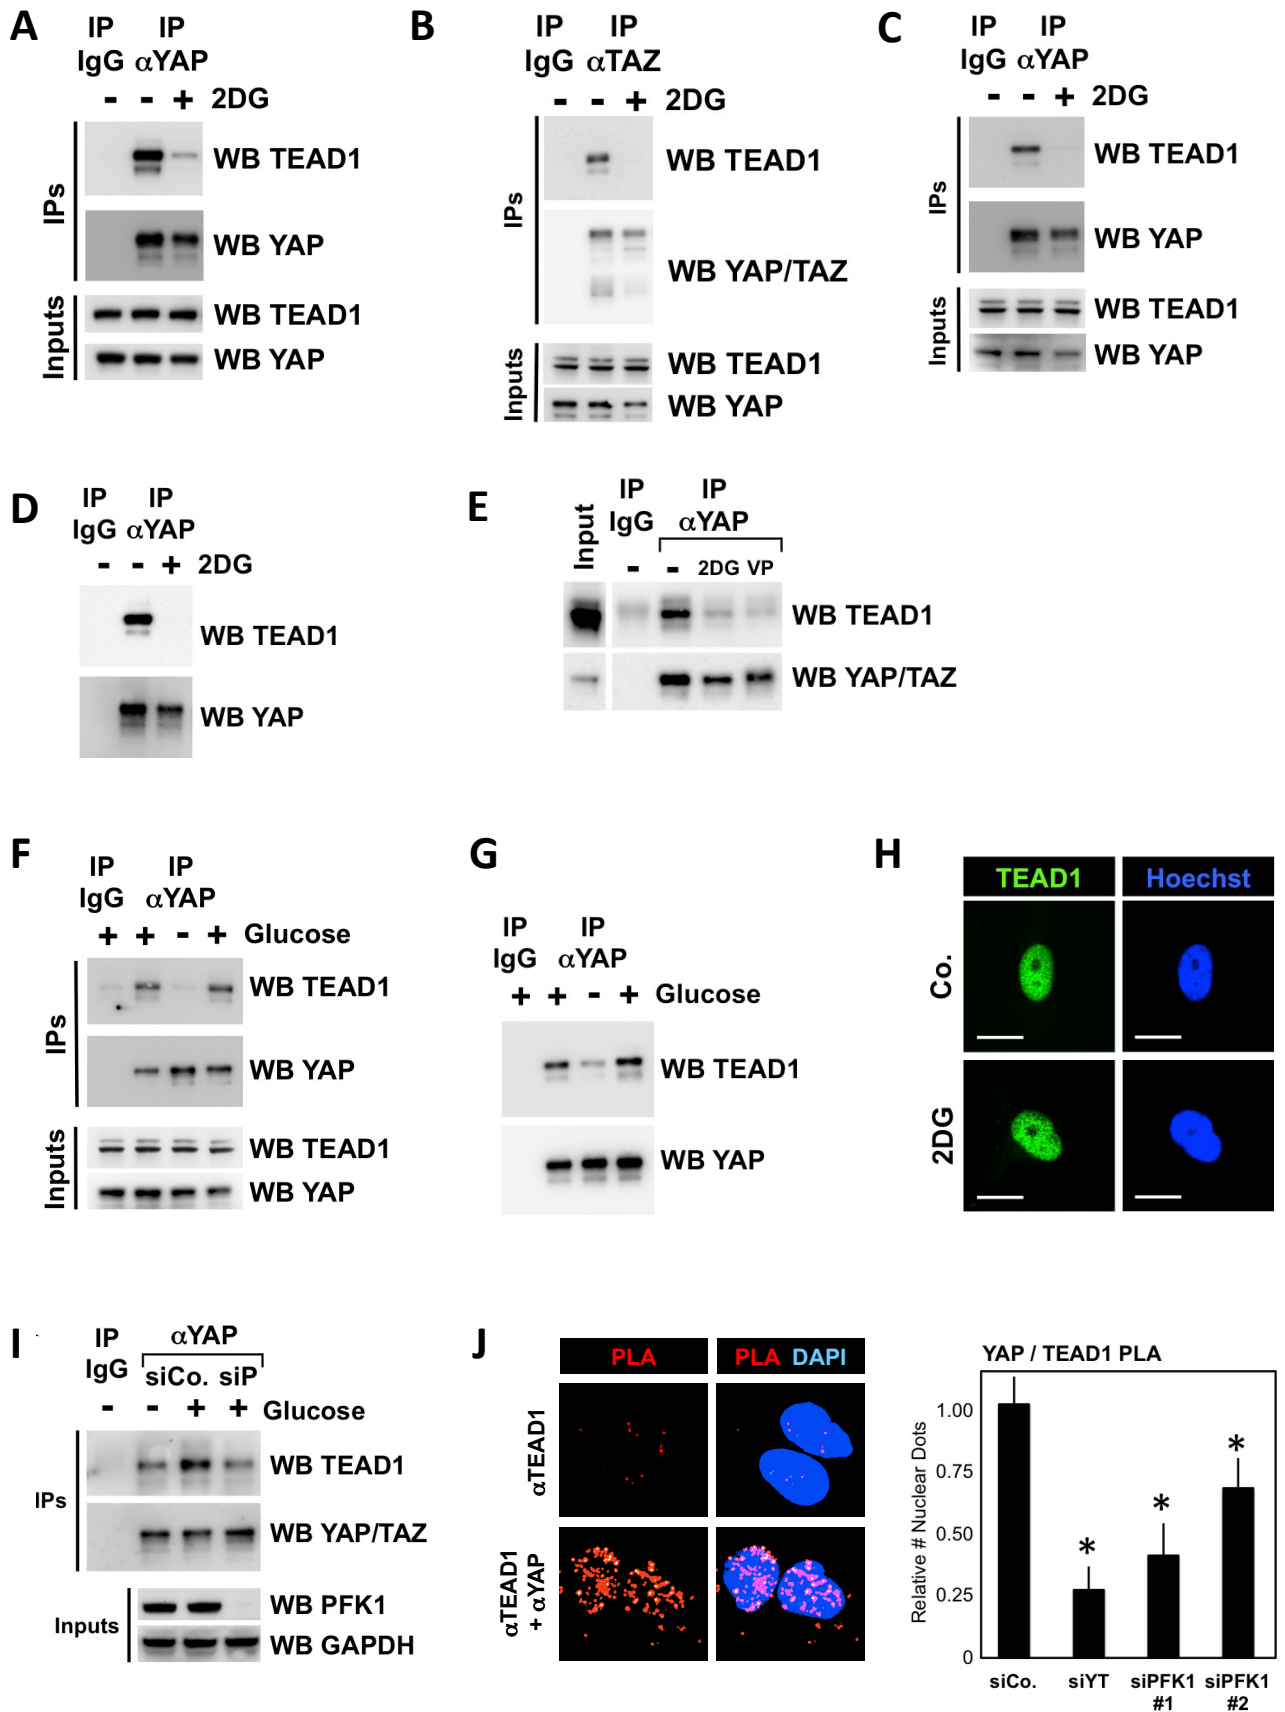 A
IP IP
IgG αYAP
- - + 2DG
IPs
WB TEAD1
WB YAP
Inputs
WB TEAD1
WB YAP
B
IP IP
IgG αTAZ
- - + 2DG
IPs
WB TEAD1
WB YAP/TAZ
Inputs
WB TEAD1
WB YAP
C
IP IP
IgG αYAP
- - + 2DG
IPs
WB TEAD1
WB YAP
Inputs
WB TEAD1
WB YAP
D
IP IP
IgG αYAP
- - + 2DG
WB TEAD1
WB YAP
E
Input
IP IP
IgG αYAP
- - 2DG VP
WB TEAD1
WB YAP/TAZ
F
IP IP
IgG αYAP
+ + - + Glucose
IPs
WB TEAD1
WB YAP
Inputs
WB TEAD1
WB YAP
G
IP IP
IgG αYAP
+ + - + Glucose
WB TEAD1
WB YAP
H
TEAD1 Hoechst
Co.
2DG
I
IP αYAP
IgG
siCo. siP
- - + + Glucose
IPs
WB TEAD1
WB YAP/TAZ
Inputs
WB PFK1
WB GAPDH
J
PLA PLA DAPI
αTEAD1
αTEAD1
+ αYAP
YAP / TEAD1 PLA
Relative # Nuclear Dots
1.00
0.75
0.50
0.25
0
* * *
siCo. siYT siPFK1 siPFK1
#1 #2